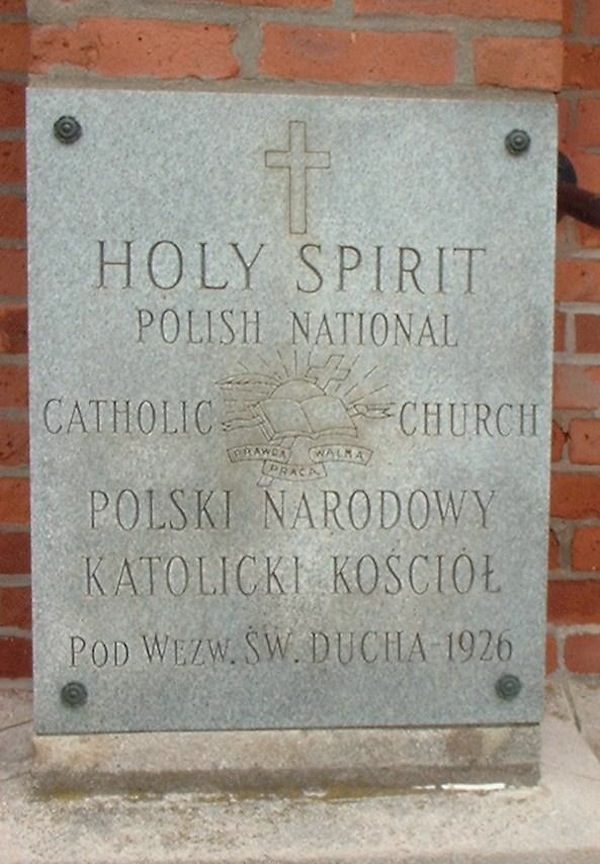 HOLY SPIRIT
POLISH NATIONAL
CATHOLIC CHURCH
PRAWDA WALKA
PRACA
POLSKI NARODOWY
KATOLICKI KOŚCIÓŁ
POD WEZW. ŚW. DUCHA-1926